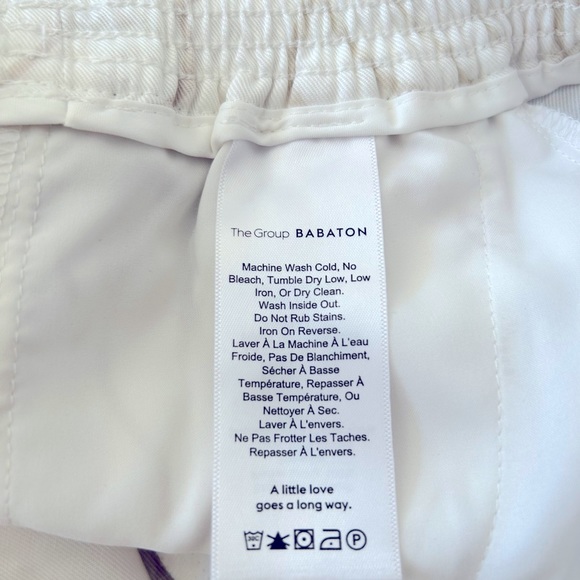 The Group BABATON
Machine Wash Cold, No
Bleach, Tumble Dry Low, Low
Iron, Or Dry Clean.
Wash Inside Out.
Do Not Rub Stains.
Iron On Reverse.
Laver À La Machine À L'eau
Froide, Pas De Blanchiment,
Sécher À Basse
Température, Repasser À
Basse Température, Ou
Nettoyer À Sec.
Laver À L'envers.
Ne Pas Frotter Les Taches.
Repasser À L'envers.
A little love
goes a long way.
30C P